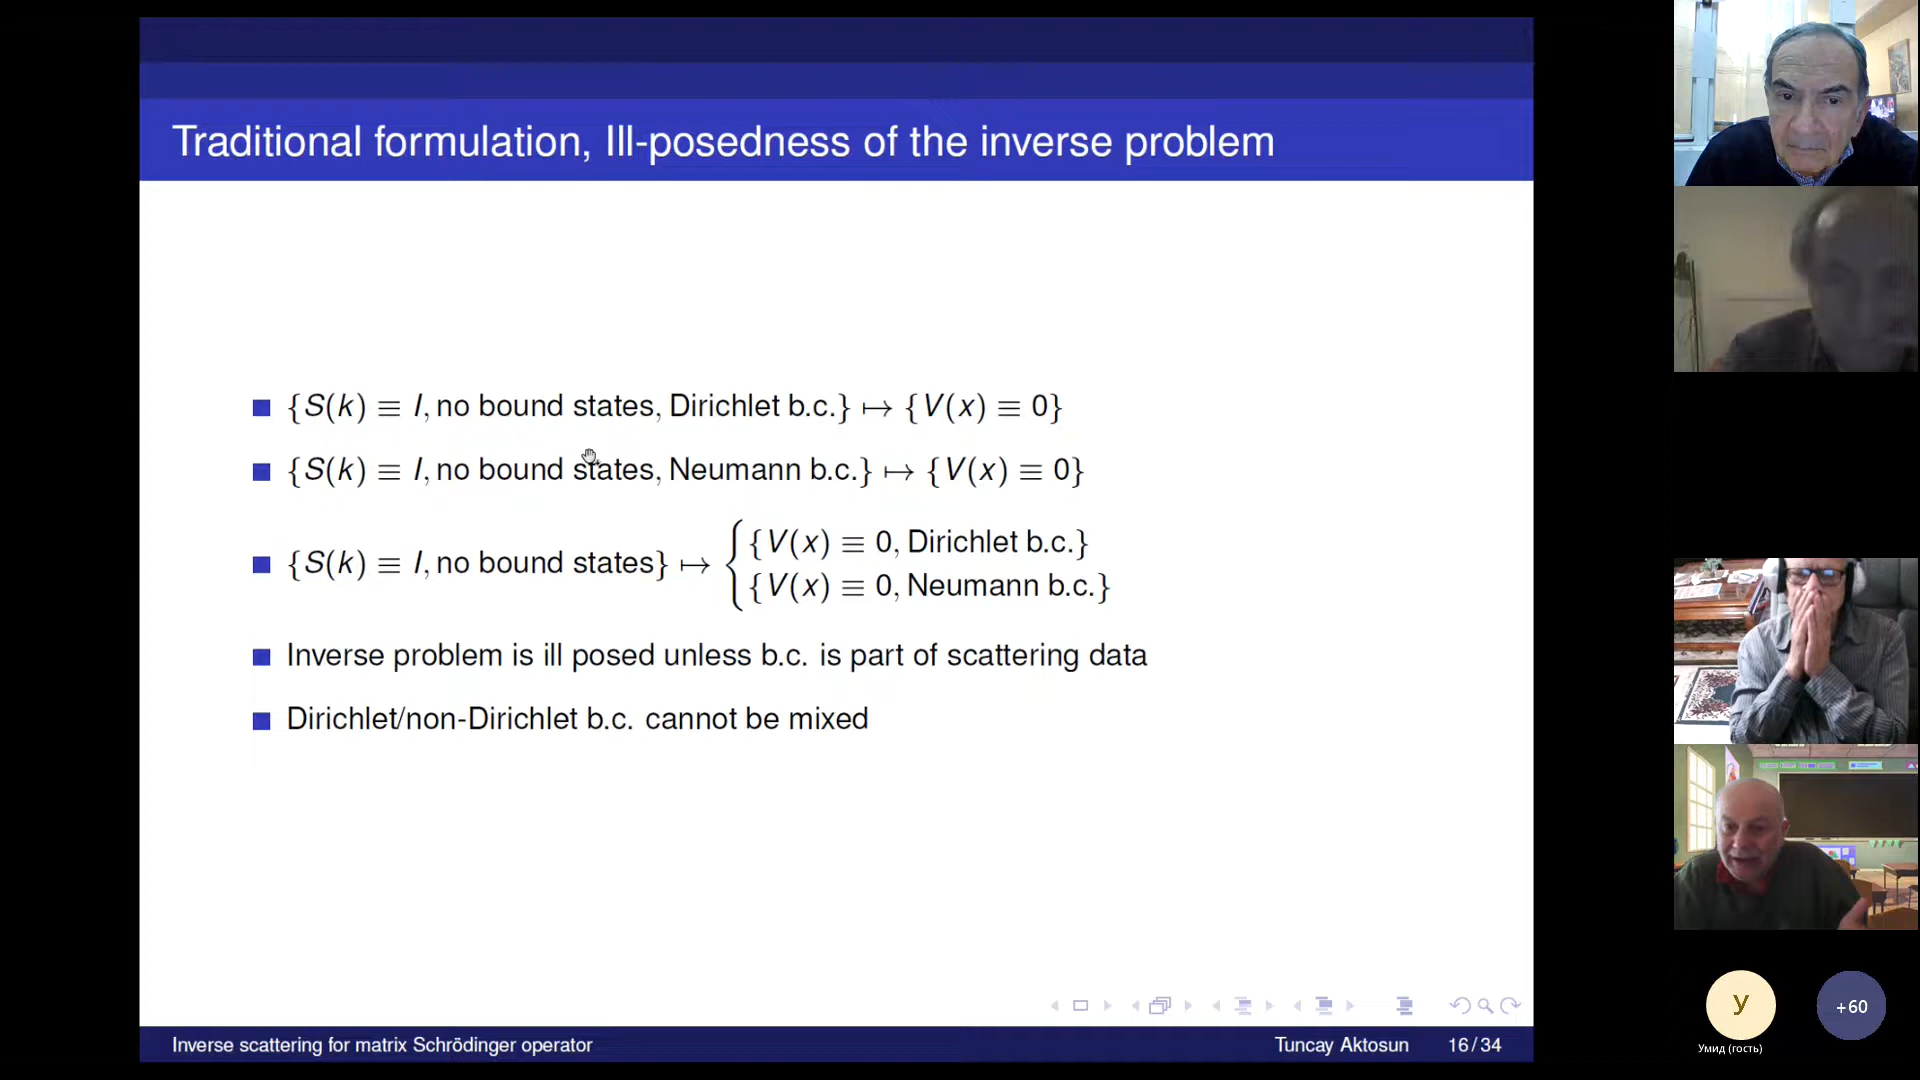 Traditional formulation, Ill-posedness of the inverse problem
{S(k) ≡ I, no bound states, Dirichlet b.c.} ↦ {V(x) ≡ 0}
{S(k) ≡ I, no bound states, Neumann b.c.} ↦ {V(x) ≡ 0}
{S(k) ≡ I, no bound states} ↦ { {V(x) ≡ 0, Dirichlet b.c.}
{V(x) ≡ 0, Neumann b.c.}
Inverse problem is ill posed unless b.c. is part of scattering data
Dirichlet/non-Dirichlet b.c. cannot be mixed
Inverse scattering for matrix Schrödinger operator
Tuncay Aktosun
16/34
У
+60
Умид (гость)